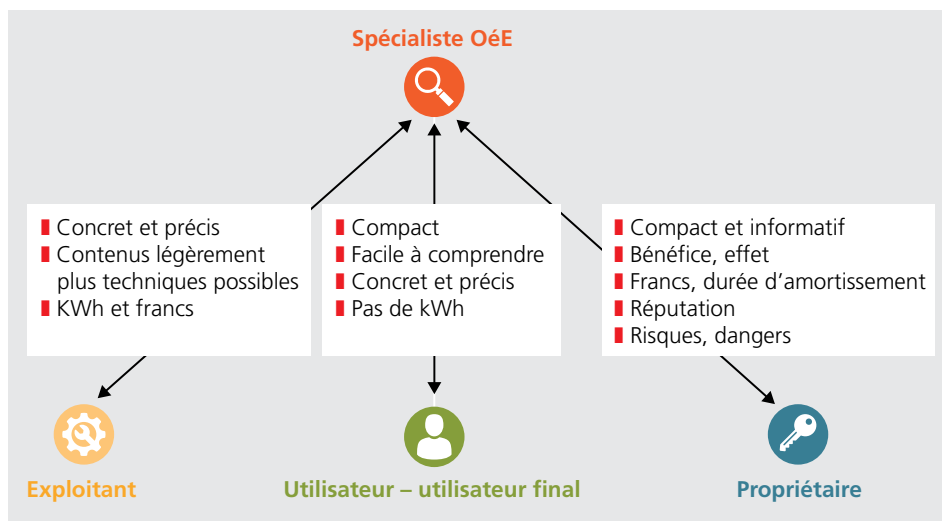 Spécialiste OéE
Concret et précis
Contenus légèrement
plus techniques possibles
KWh et francs
Compact
Facile à comprendre
Concret et précis
Pas de kWh
Compact et informatif
Bénéfice, effet
Francs, durée d’amortissement
Réputation
Risques, dangers
Exploitant
Utilisateur – utilisateur final
Propriétaire